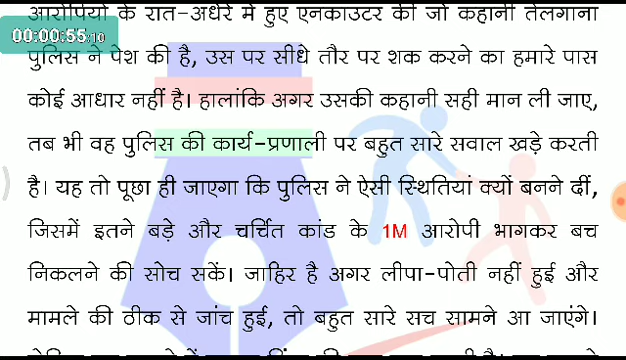 आरोपियों के रात-अंधेरे में हुए एनकाउंटर की जो कहानी तेलंगाना
00:00:55
पुलिस ने पेश की है, उस पर सीधे तौर पर शक करने का हमारे पास
कोई आधार नहीं है। हालांकि अगर उसकी कहानी सही मान ली जाए,
तब भी वह पुलिस की कार्य-प्रणाली पर बहुत सारे सवाल खड़े करती
है। यह तो पूछा ही जाएगा कि पुलिस ने ऐसी स्थितियां क्यों बनने दीं,
जिसमें इतने बड़े और चर्चित कांड के 1M आरोपी भागकर बच
निकलने की सोच सकें। जाहिर है अगर लीपा-पोती नहीं हुई और
मामले की ठीक से जांच हुई, तो बहुत सारे सच सामने आ जाएंगे।